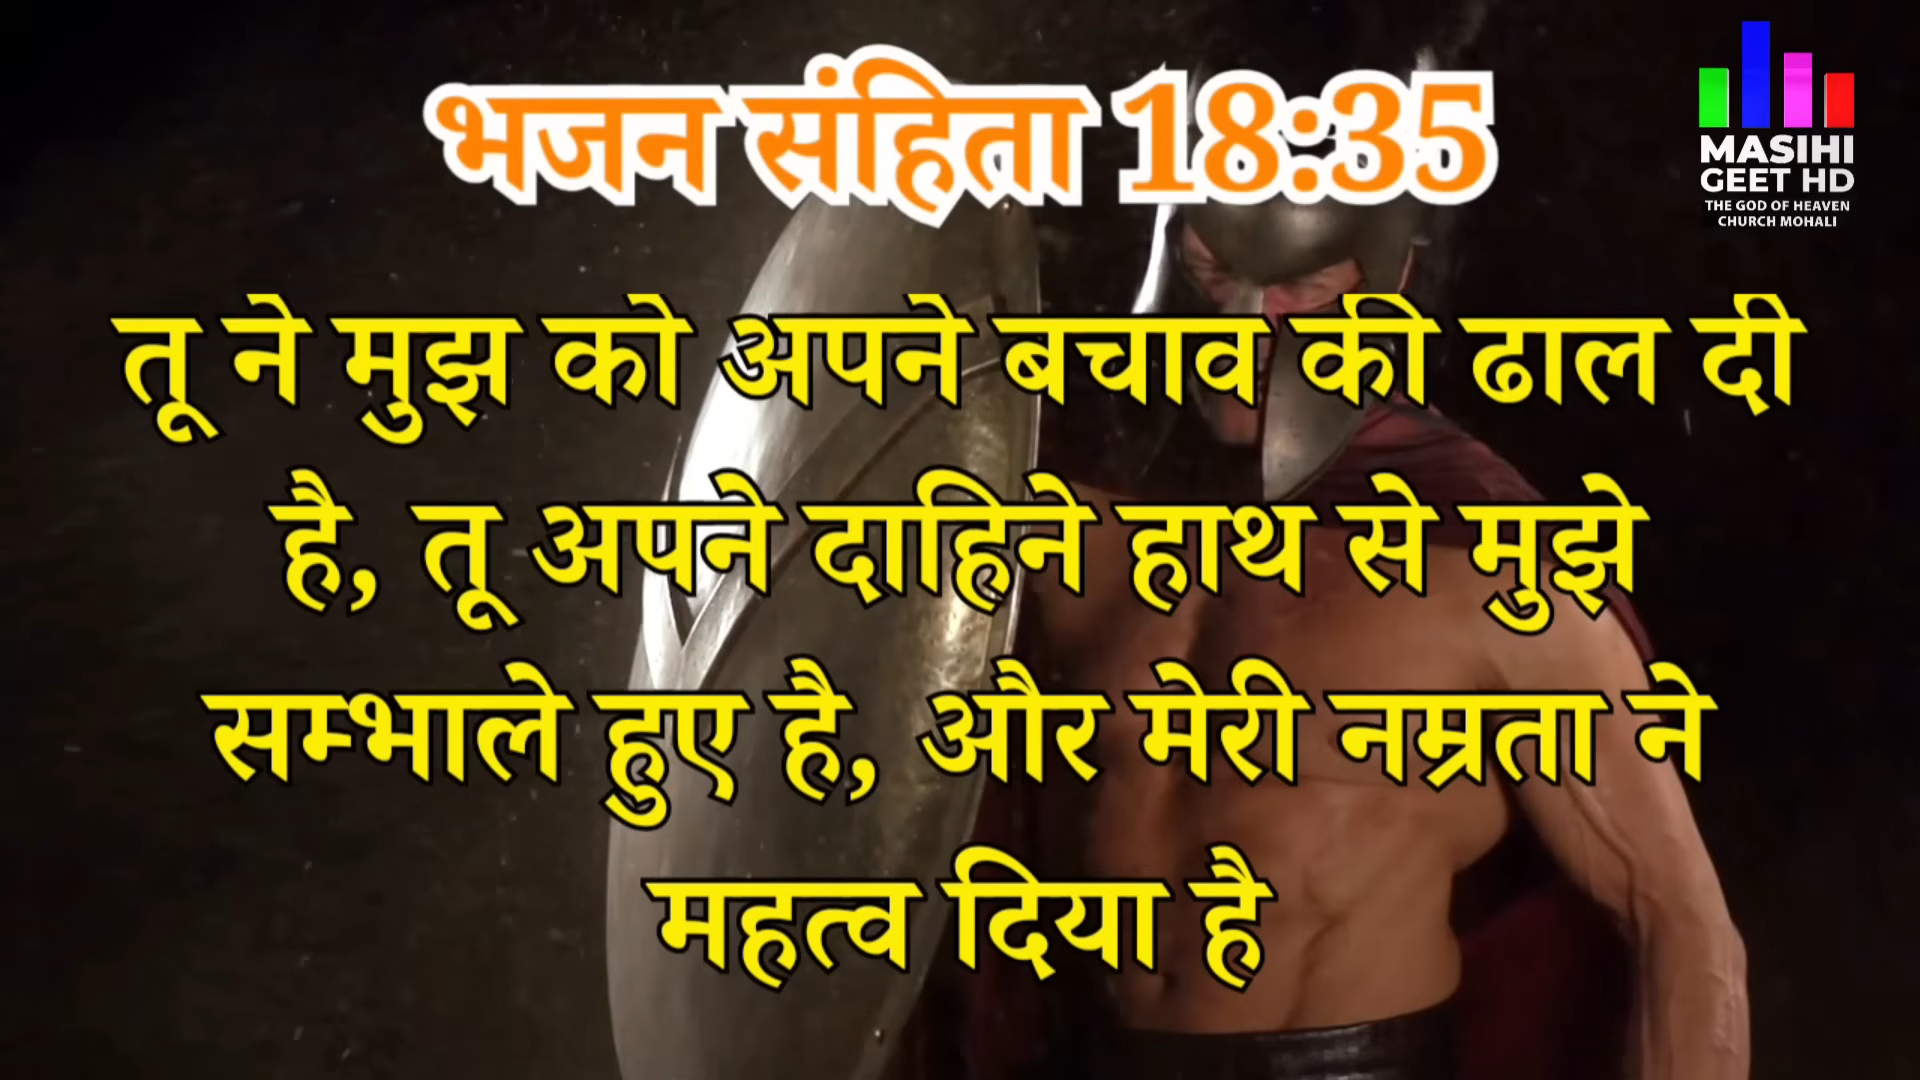 भजन संहिता 18:35
MASIHI
GEET HD
THE GOD OF HEAVEN
CHURCH MOHALI
तू ने मुझ को अपने बचाव की ढाल दी
है, तू अपने दाहिने हाथ से मुझे
सम्भाले हुए है, और मेरी नम्रता ने
महत्व दिया है